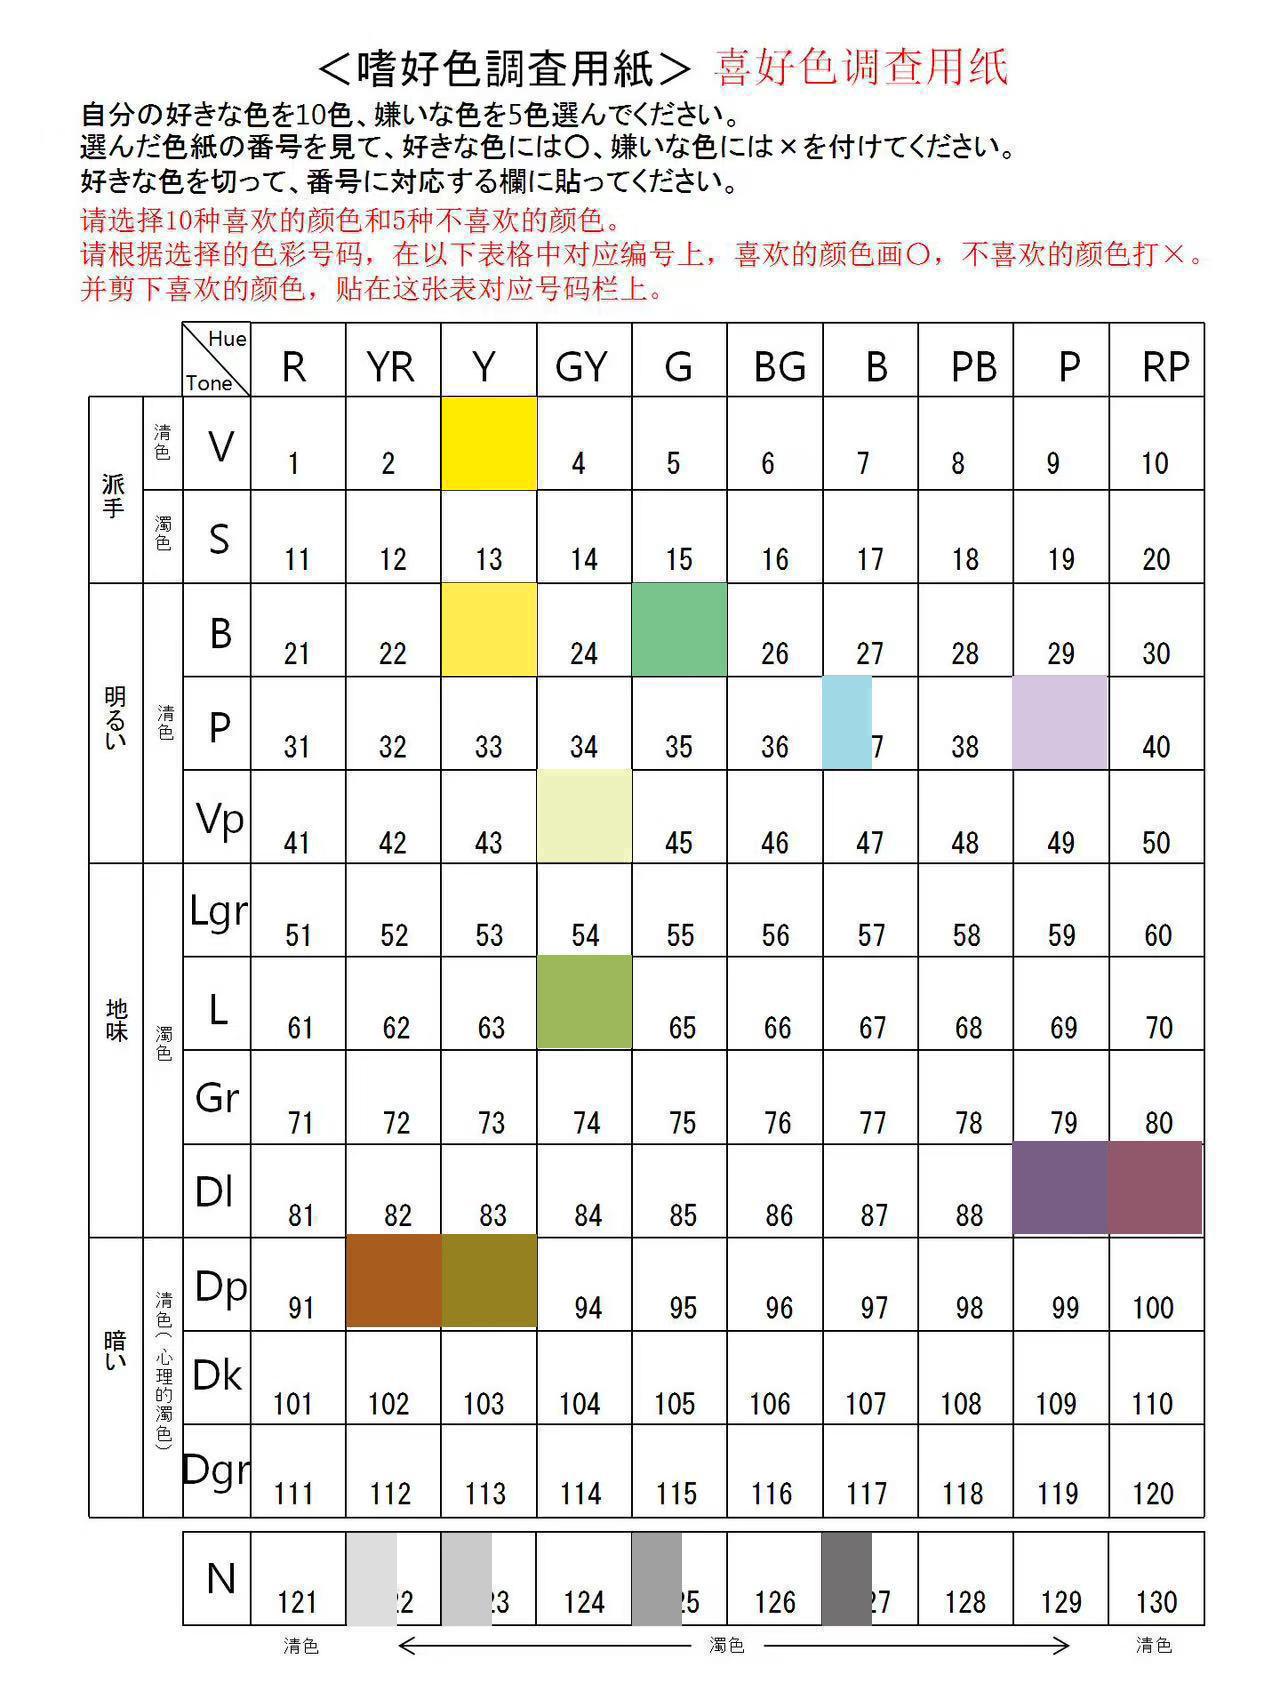 ＜嗜好色調査用紙＞ 喜好色调查用纸
自分の好きな色を10色、嫌いな色を5色選んでください。
選んだ色紙の番号を見て、好きな色には〇、嫌いな色には×を付けてください。
好きな色を切って、番号に対応する欄に貼ってください。
请选择10种喜欢的颜色和5种不喜欢的颜色。
请根据选择的色彩号码，在以下表格中对应编号上，喜欢的颜色画〇，不喜欢的颜色打×。
并剪下喜欢的颜色，贴在这张表对应号码栏上。
Hue
Tone
R YR Y GY G BG B PB P RP
派手 清色 V 1 2 4 5 6 7 8 9 10
濁色 S 11 12 13 14 15 16 17 18 19 20
明るい 清色 B 21 22 24 26 27 28 29 30
P 31 32 33 34 35 36 7 38 40
Vp 41 42 43 45 46 47 48 49 50
地味 濁色 Lgr 51 52 53 54 55 56 57 58 59 60
L 61 62 63 65 66 67 68 69 70
Gr 71 72 73 74 75 76 77 78 79 80
Dl 81 82 83 84 85 86 87 88
暗い 清色（心理的濁色） Dp 91 94 95 96 97 98 99 100
Dk 101 102 103 104 105 106 107 108 109 110
Dgr 111 112 113 114 115 116 117 118 119 120
N 121 22 23 124 25 126 27 128 129 130
清色 濁色 清色